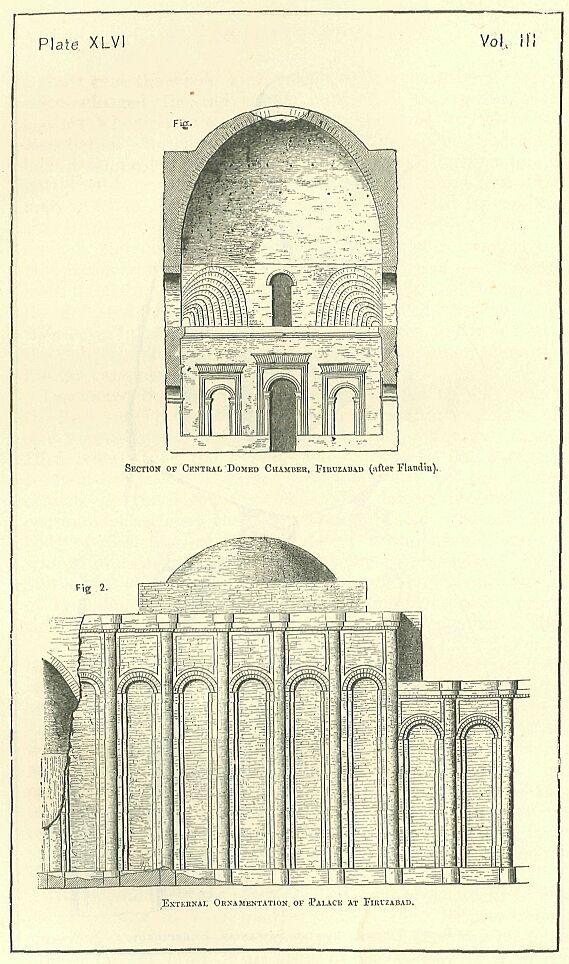 Plate XLVI
Vol. III
Fig.
SECTION OF CENTRAL DOMED CHAMBER, FIRUZABAD (after Flandin).
Fig 2.
EXTERNAL ORNAMENTATION OF PALACE AT FIRUZABAD.